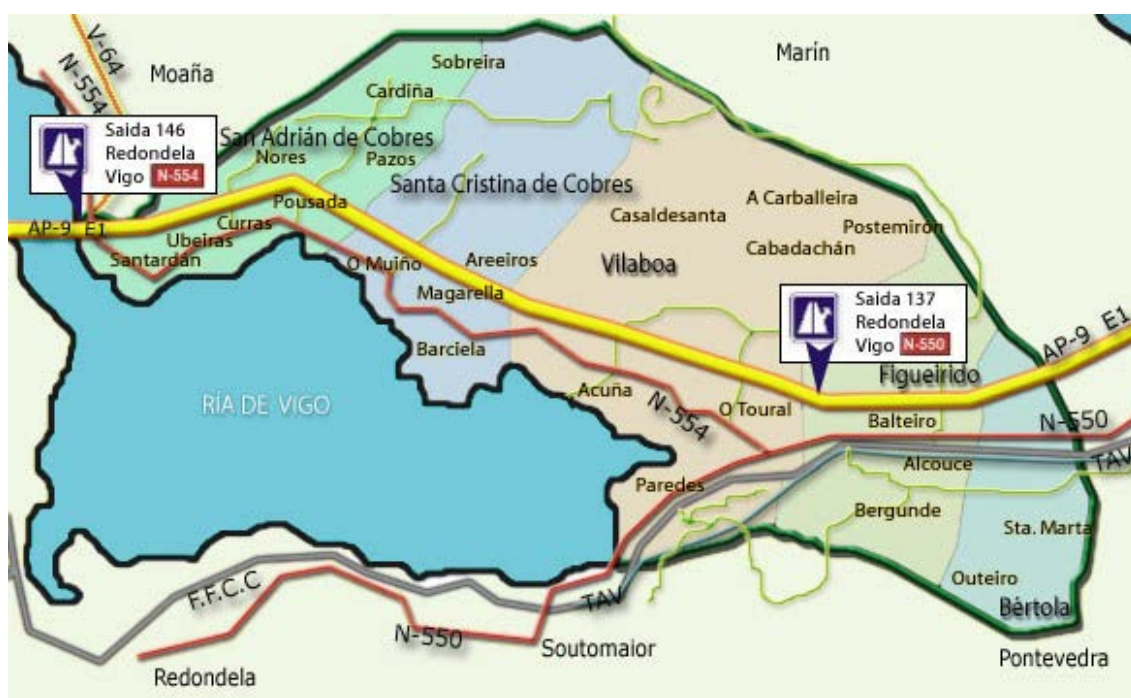 V-64
N-554
Moaña
Marín
Sobreira
Cardiña
Saida 146
Redondela
Vigo N-554
San Adrián de Cobres
Nores
Pazos
Santa Cristina de Cobres
Pousada
Curras
Ubeiras
Santardán
AP-9 E1
Casaldesanta
A Carballeira
Postemirón
Cabadachán
O Muiño
Areeiros
Vilaboa
Magarella
Saida 137
Redondela
Vigo N-550
AP-9 E1
Barciela
Figueirido
Acuña
N-554
O Toural
Balteiro
N-550
RÍA DE VIGO
TAV
Alcouce
Paredes
Bergunde
Sta. Marta
Outeiro
Bértola
F.F.C.C
TAV
N-550
Soutomaior
Pontevedra
Redondela